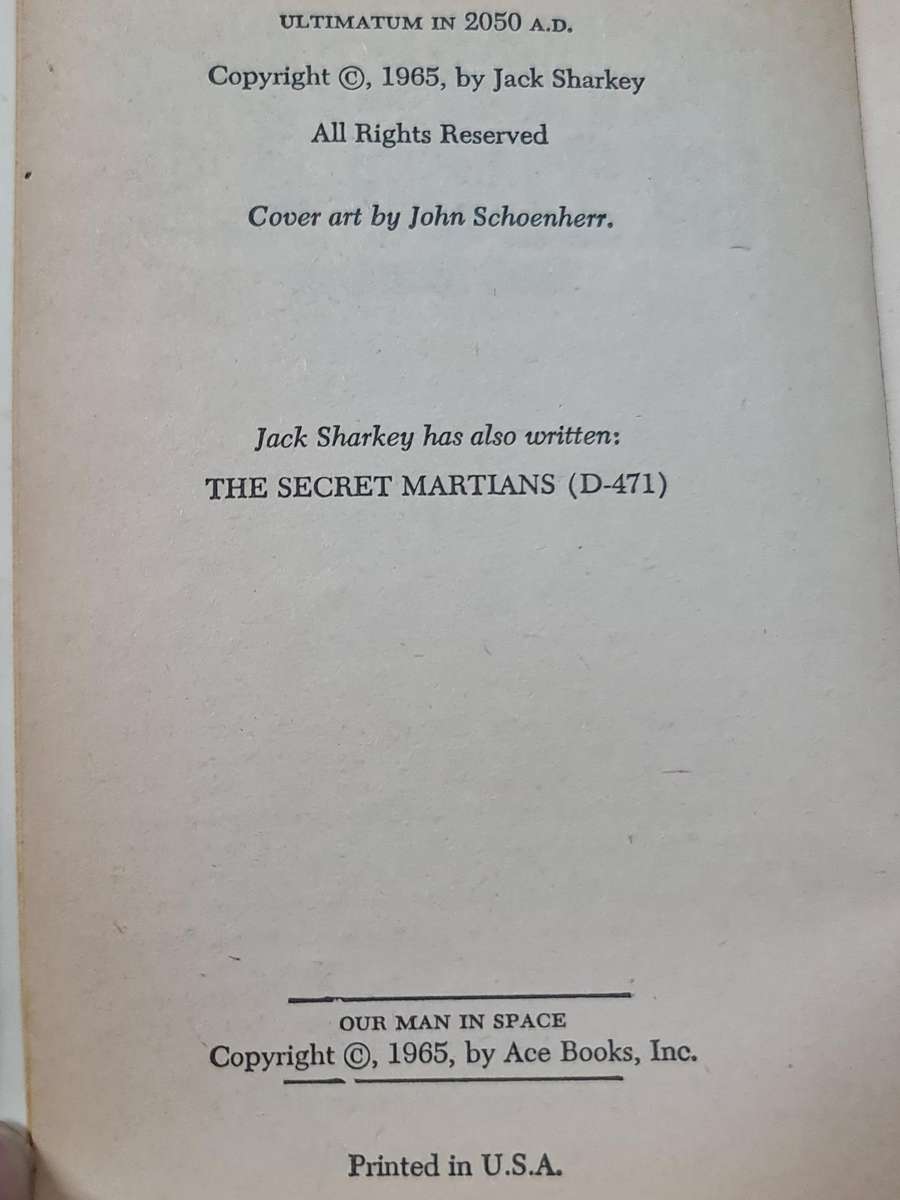 ULTIMATUM IN 2050 A.D.
Copyright ©, 1965, by Jack Sharkey
All Rights Reserved
Cover art by John Schoenherr.
Jack Sharkey has also written:
THE SECRET MARTIANS (D-471)
OUR MAN IN SPACE
Copyright ©, 1965, by Ace Books, Inc.
Printed in U.S.A.